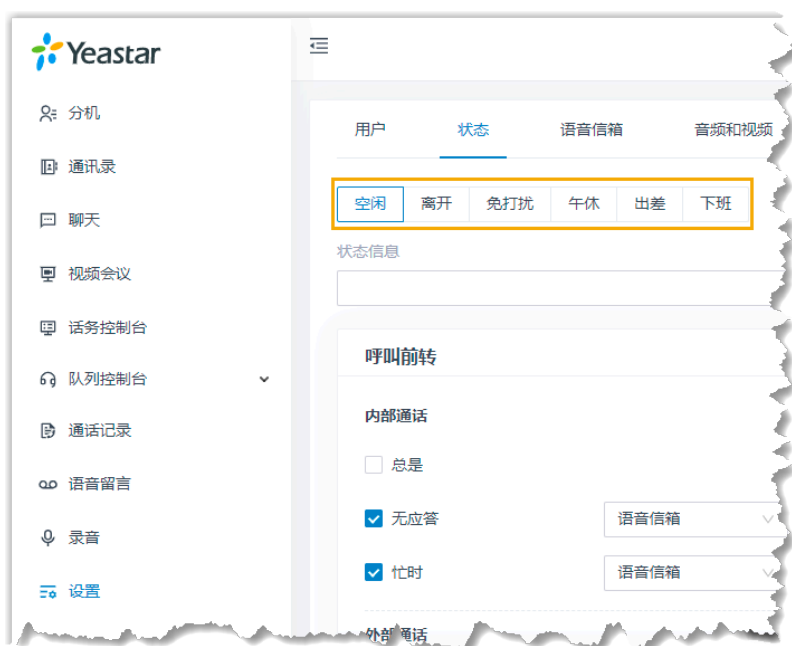 Yeastar
分机
通讯录
聊天
视频会议
话务控制台
队列控制台
通话记录
语音留言
录音
设置
用户 状态 语音信箱 音频和视频
空闲 离开 免打扰 午休 出差 下班
状态信息
呼叫前转
内部通话
总是
无应答 语音信箱
忙时 语音信箱
外部通话